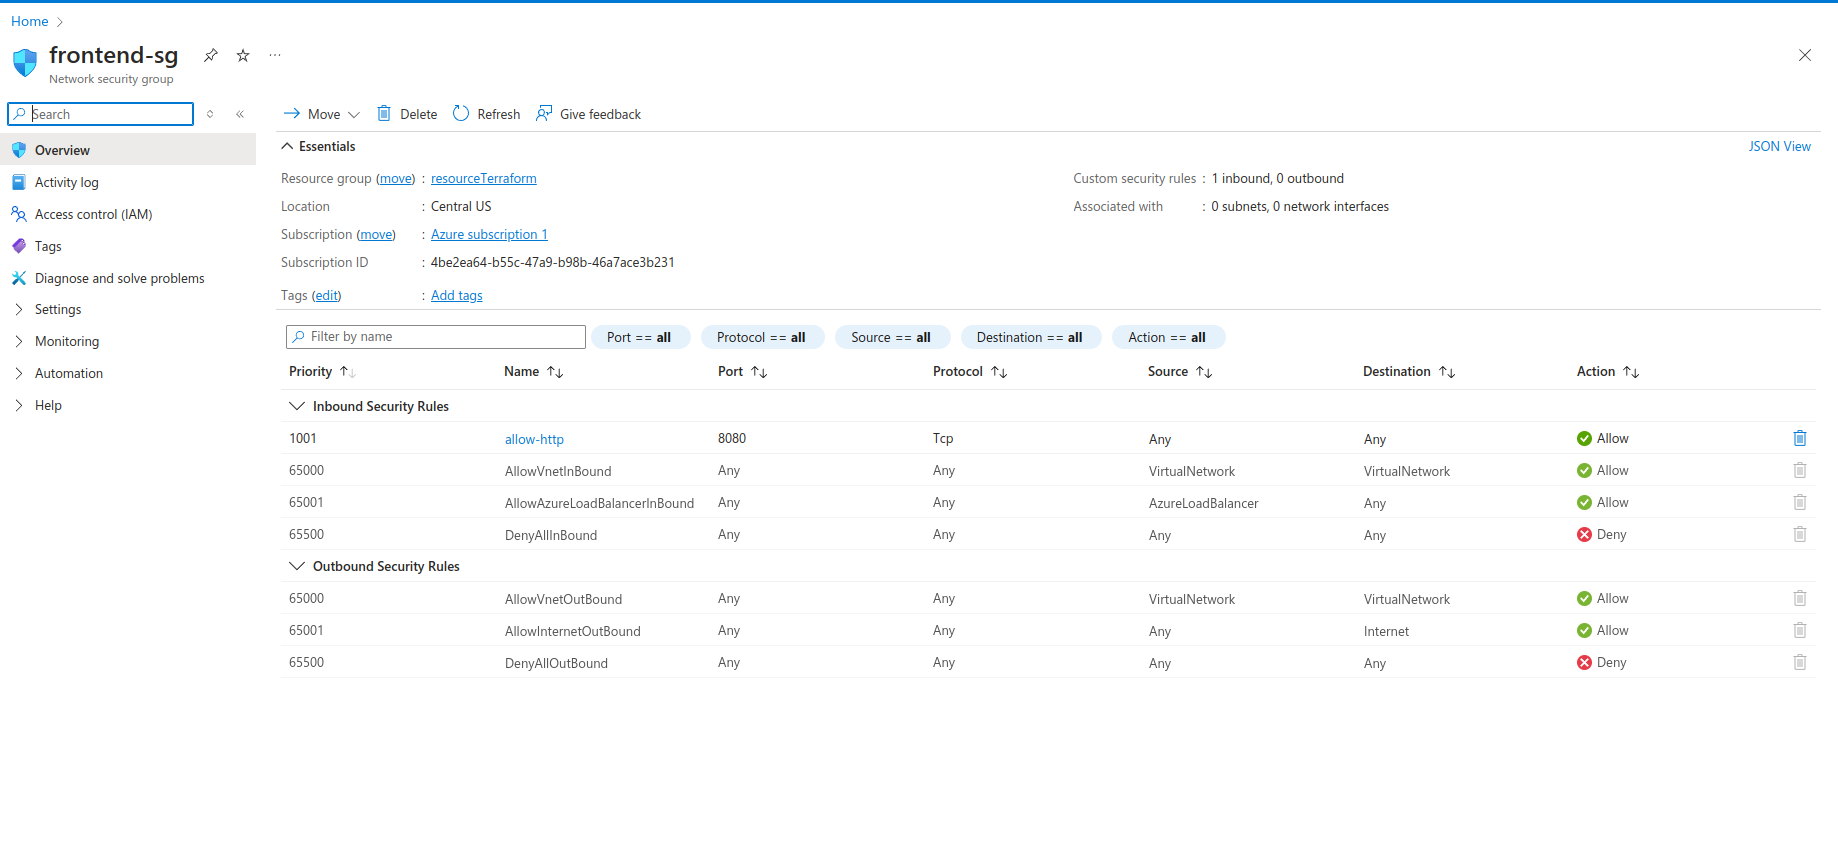 Home
frontend-sg
Network security group
Search
Move Delete Refresh Give feedback
Overview
Activity log
Access control (IAM)
Tags
Diagnose and solve problems
Settings
Monitoring
Automation
Help
Essentials JSON View
Resource group (move) : resourceTerraform
Location : Central US
Subscription (move) : Azure subscription 1
Subscription ID : 4be2ea64-b55c-47a9-b98b-46a7ace3b231
Tags (edit) : Add tags
Custom security rules : 1 inbound, 0 outbound
Associated with : 0 subnets, 0 network interfaces
Filter by name Port == all Protocol == all Source == all Destination == all Action == all
Priority Name Port Protocol Source Destination Action
Inbound Security Rules
1001 allow-http 8080 Tcp Any Any Allow
65000 AllowVnetInBound Any Any VirtualNetwork VirtualNetwork Allow
65001 AllowAzureLoadBalancerInBound Any Any AzureLoadBalancer Any Allow
65500 DenyAllInBound Any Any Any Any Deny
Outbound Security Rules
65000 AllowVnetOutBound Any Any VirtualNetwork VirtualNetwork Allow
65001 AllowInternetOutBound Any Any Any Internet Allow
65500 DenyAllOutBound Any Any Any Any Deny